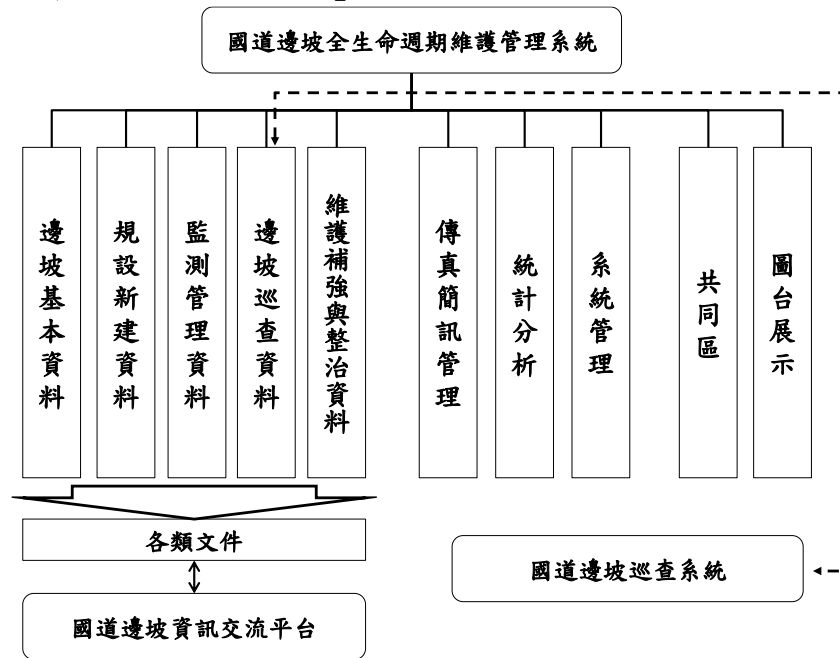 國道邊坡全生命週期維護管理系統
邊坡基本資料
規設新建資料
監測管理資料
邊坡巡查資料
維護補強與整治資料
傳真簡訊管理
統計分析
系統管理
共同區
圖台展示
各類文件
國道邊坡巡查系統
國道邊坡資訊交流平台